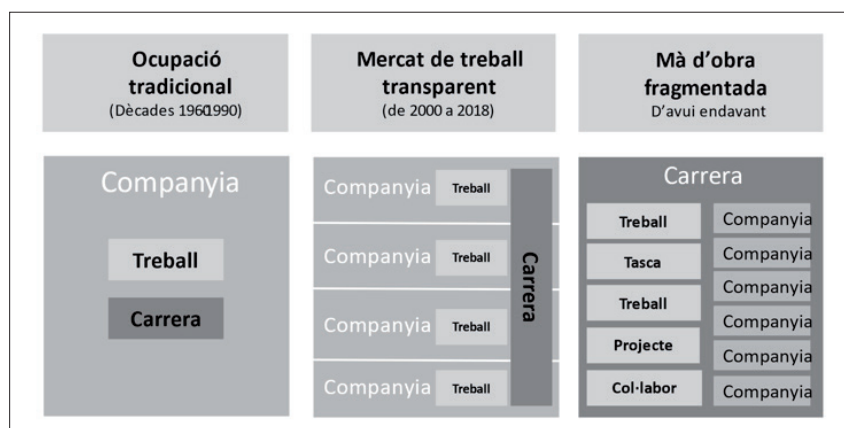 Ocupació
tradicional
(Dècades 19601990)
Companyia
Treball
Carrera
Mercat de treball
transparent
(de 2000 a 2018)
Companyia
Treball
Companyia
Treball
Companyia
Treball
Companyia
Treball
Carrera
Mà d'obra
fragmentada
D'avui endavant
Carrera
Treball
Tasca
Treball
Projecte
Col·labor
Companyia
Companyia
Companyia
Companyia
Companyia
Companyia